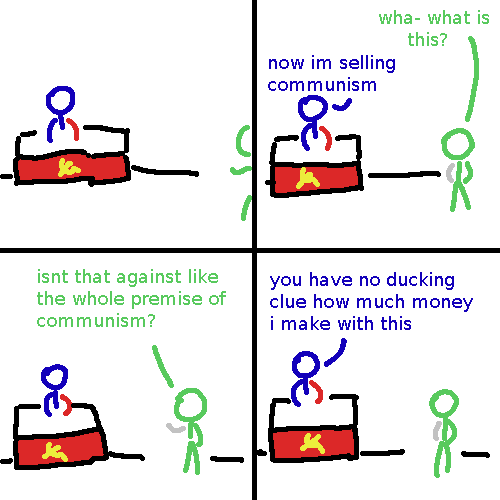 wha- what is
this?
now im selling
communism
isnt that against like
the whole premise of
communism?
you have no ducking
clue how much money
i make with this